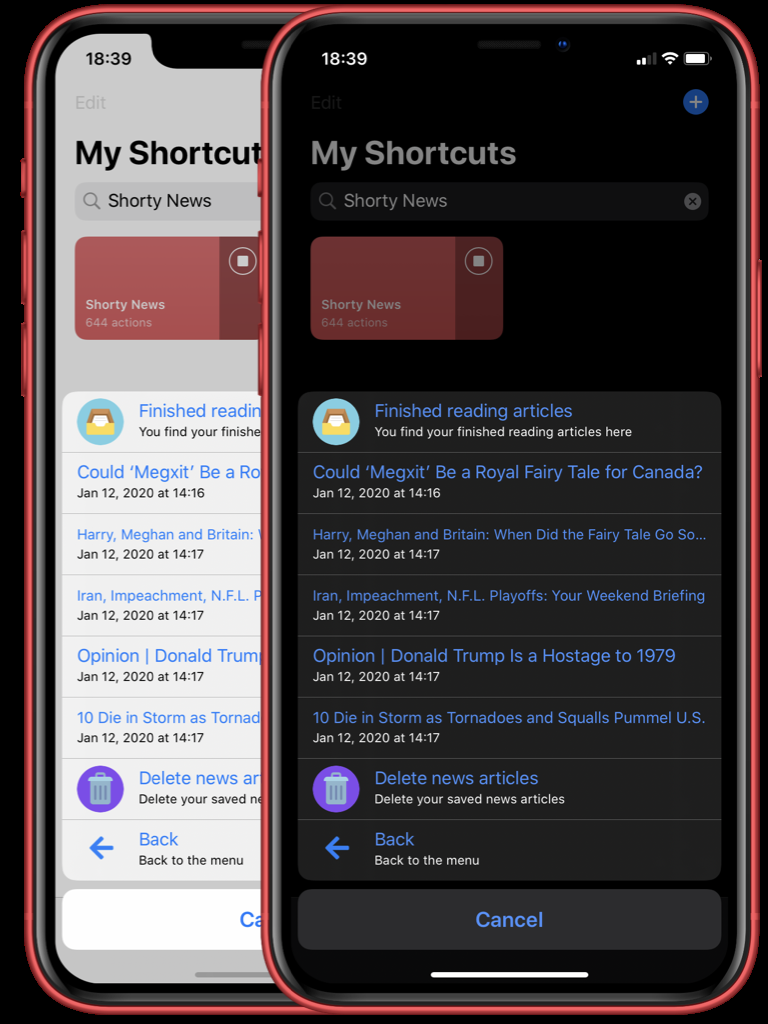 18:39
Edit
My Shortcut
Shorty News
Shorty News
644 actions
Finished readin
You find your finishe
Could ‘Megxit’ Be a Ro
Jan 12, 2020 at 14:16
Harry, Meghan and Britain:
Jan 12, 2020 at 14:17
Iran, Impeachment, N.F.L. P
Jan 12, 2020 at 14:17
Opinion | Donald Trump
Jan 12, 2020 at 14:17
10 Die in Storm as Tornad
Jan 12, 2020 at 14:17
Delete news ar
Delete your saved ne
Back
Back to the menu
Ca
18:39
Edit
My Shortcuts
Shorty News
Shorty News
644 actions
Finished reading articles
You find your finished reading articles here
Could ‘Megxit’ Be a Royal Fairy Tale for Canada?
Jan 12, 2020 at 14:16
Harry, Meghan and Britain: When Did the Fairy Tale Go So...
Jan 12, 2020 at 14:17
Iran, Impeachment, N.F.L. Playoffs: Your Weekend Briefing
Jan 12, 2020 at 14:17
Opinion | Donald Trump Is a Hostage to 1979
Jan 12, 2020 at 14:17
10 Die in Storm as Tornadoes and Squalls Pummel U.S.
Jan 12, 2020 at 14:17
Delete news articles
Delete your saved news articles
Back
Back to the menu
Cancel